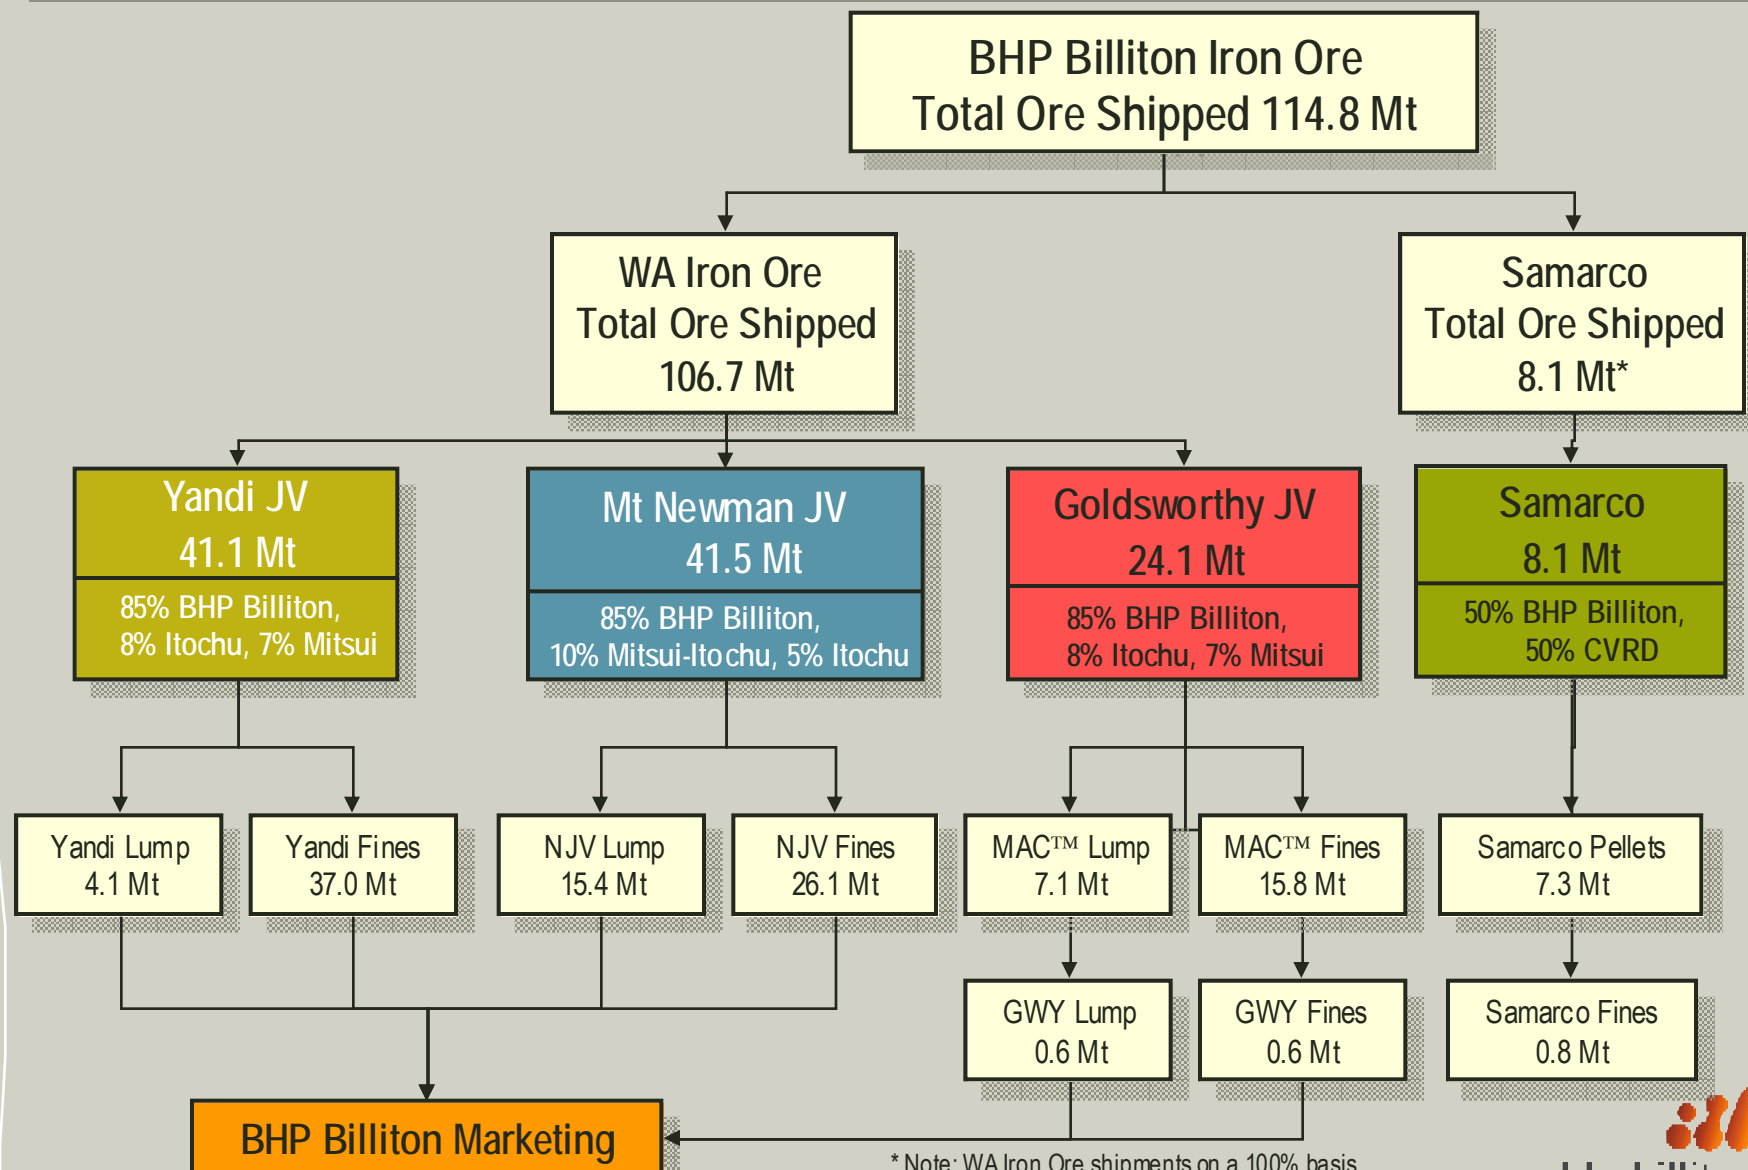 BHP Billiton Iron Ore
Total Ore Shipped 114.8 Mt
WA Iron Ore
Total Ore Shipped
106.7 Mt
Samarco
Total Ore Shipped
8.1 Mt*
Yandi JV
41.1 Mt
85% BHP Billiton,
8% Itochu, 7% Mitsui
Mt Newman JV
41.5 Mt
85% BHP Billiton,
10% Mitsui-Itochu, 5% Itochu
Goldsworthy JV
24.1 Mt
85% BHP Billiton,
8% Itochu, 7% Mitsui
Samarco
8.1 Mt
50% BHP Billiton,
50% CVRD
Yandi Lump
4.1 Mt
Yandi Fines
37.0 Mt
NJV Lump
15.4 Mt
NJV Fines
26.1 Mt
MAC™ Lump
7.1 Mt
MAC™ Fines
15.8 Mt
Samarco Pellets
7.3 Mt
GWY Lump
0.6 Mt
GWY Fines
0.6 Mt
Samarco Fines
0.8 Mt
BHP Billiton Marketing
* Note: WA Iron Ore shipments on a 100% basis